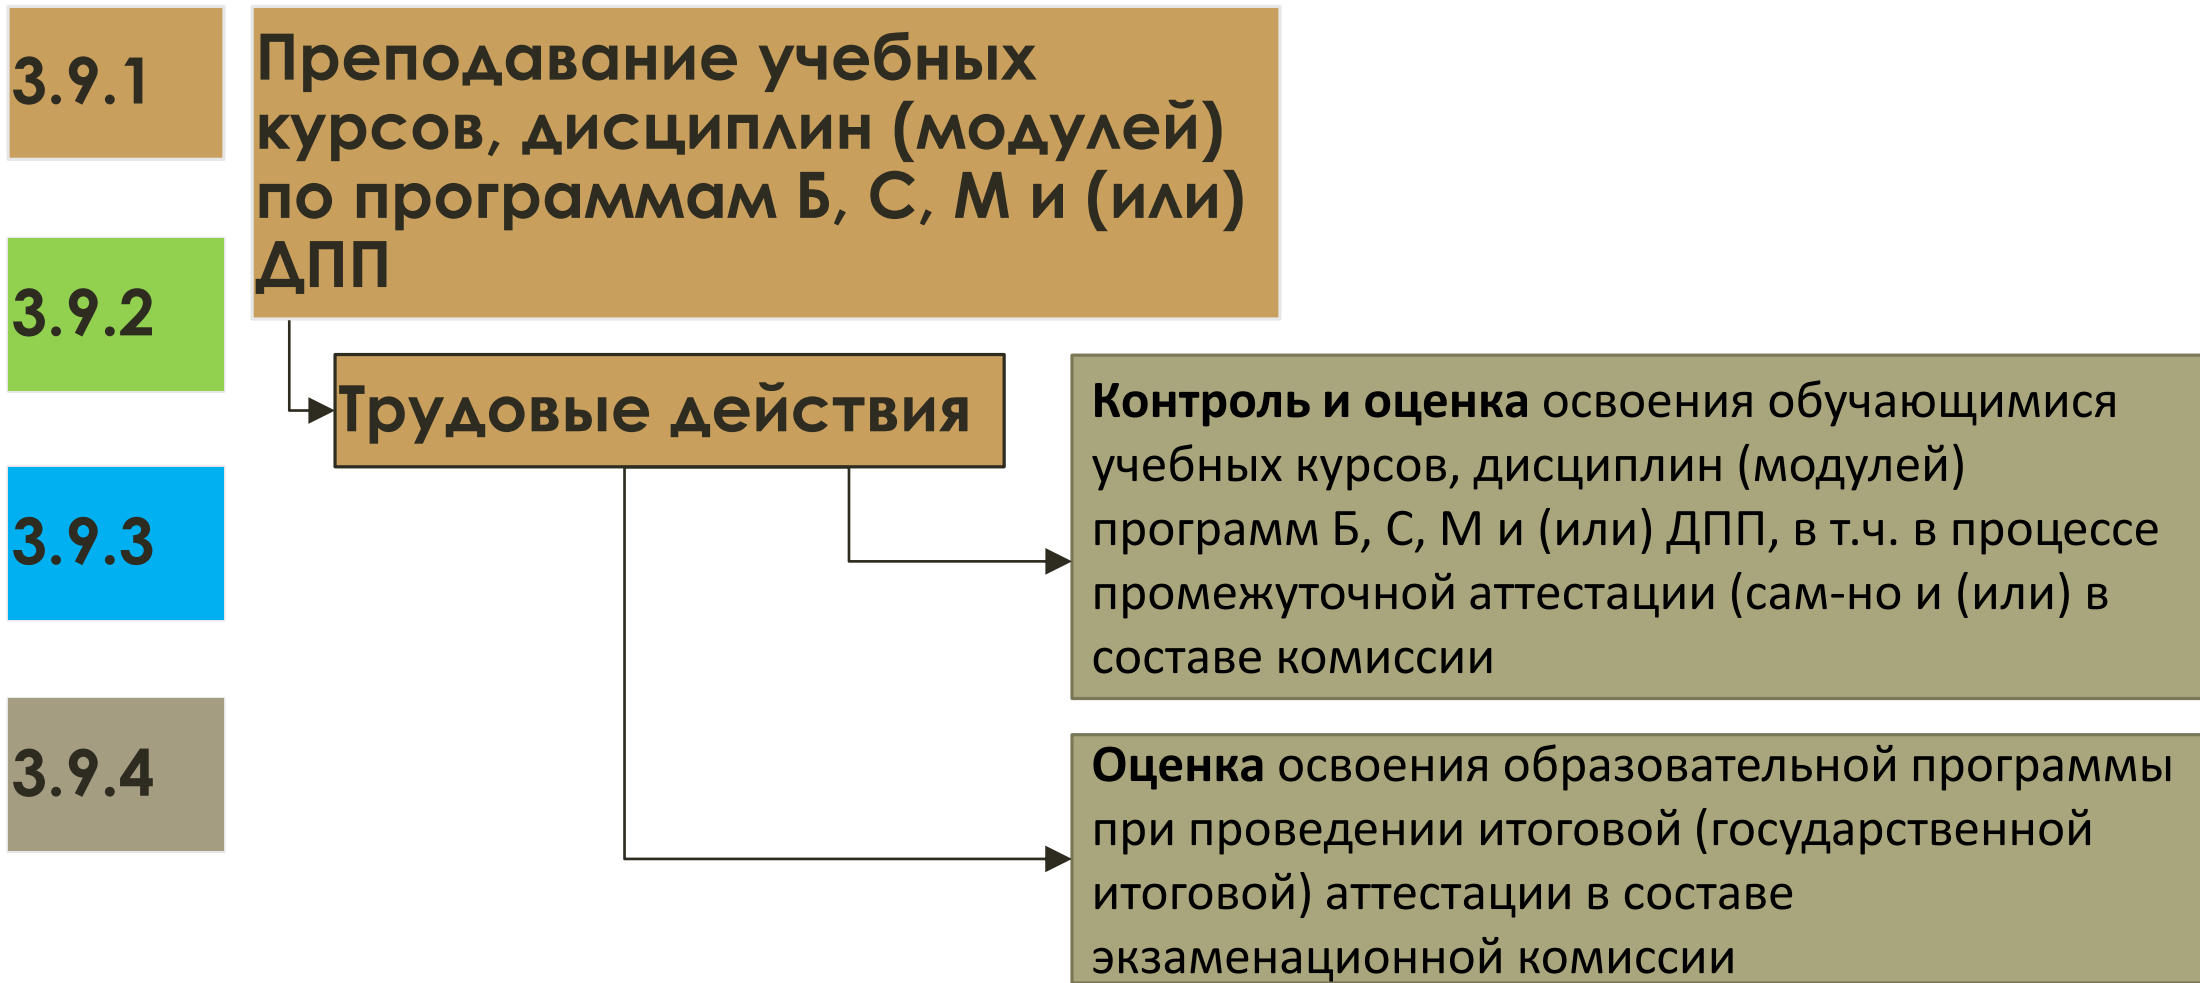 3.9.1
Преподавание учебных
курсов, дисциплин (модулей)
по программам Б, С, М и (или)
ДПП
3.9.2
3.9.3
3.9.4
Трудовые действия
Контроль и оценка освоения обучающимися
учебных курсов, дисциплин (модулей)
программ Б, С, М и (или) ДПП, в т.ч. в процессе
промежуточной аттестации (сам-но и (или) в
составе комиссии
Оценка освоения образовательной программы
при проведении итоговой (государственной
итоговой) аттестации в составе
экзаменационной комиссии